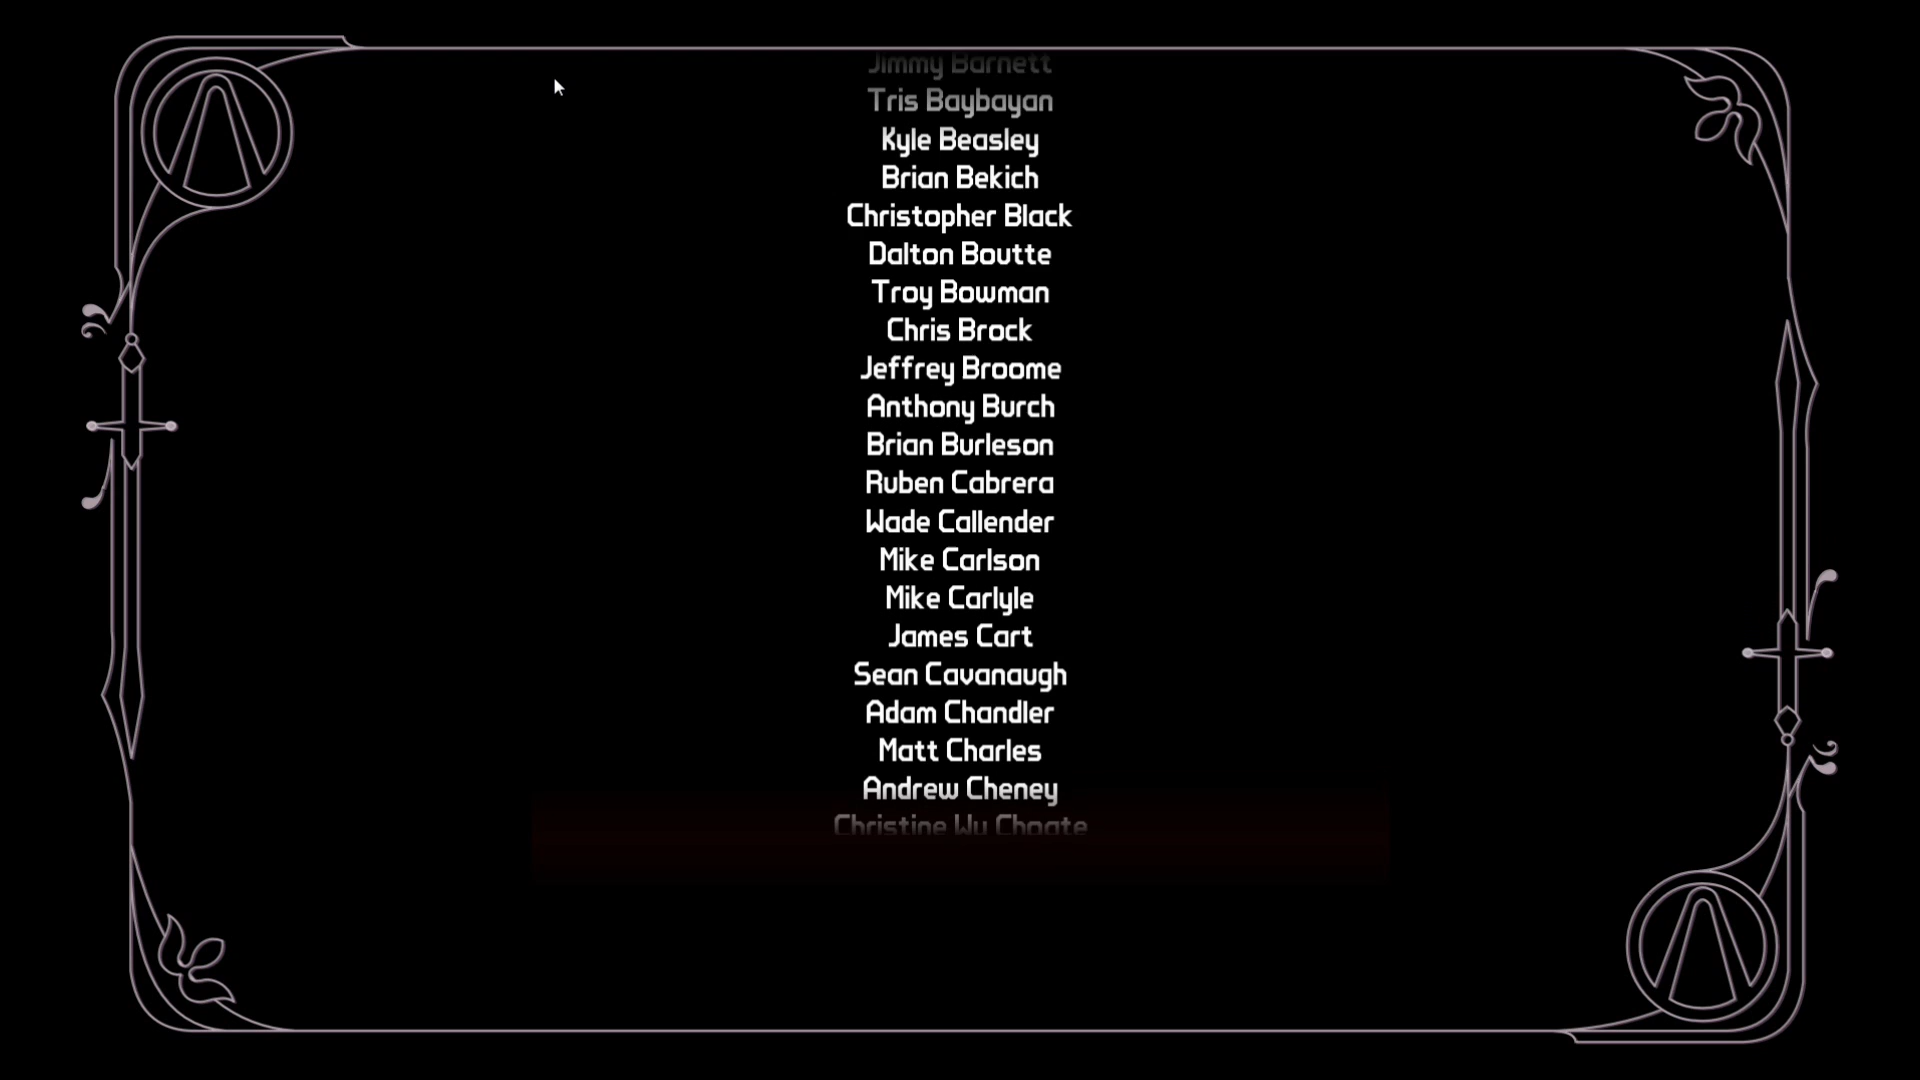 Jimmy Barnett
Tris Baybayan
Kyle Beasley
Brian Bekich
Christopher Black
Dalton Boutte
Troy Bowman
Chris Brock
Jeffrey Broome
Anthony Burch
Brian Burleson
Ruben Cabrera
Wade Callender
Mike Carlson
Mike Carlyle
James Cart
Sean Cavanaugh
Adam Chandler
Matt Charles
Andrew Cheney
Christine Wu Choate